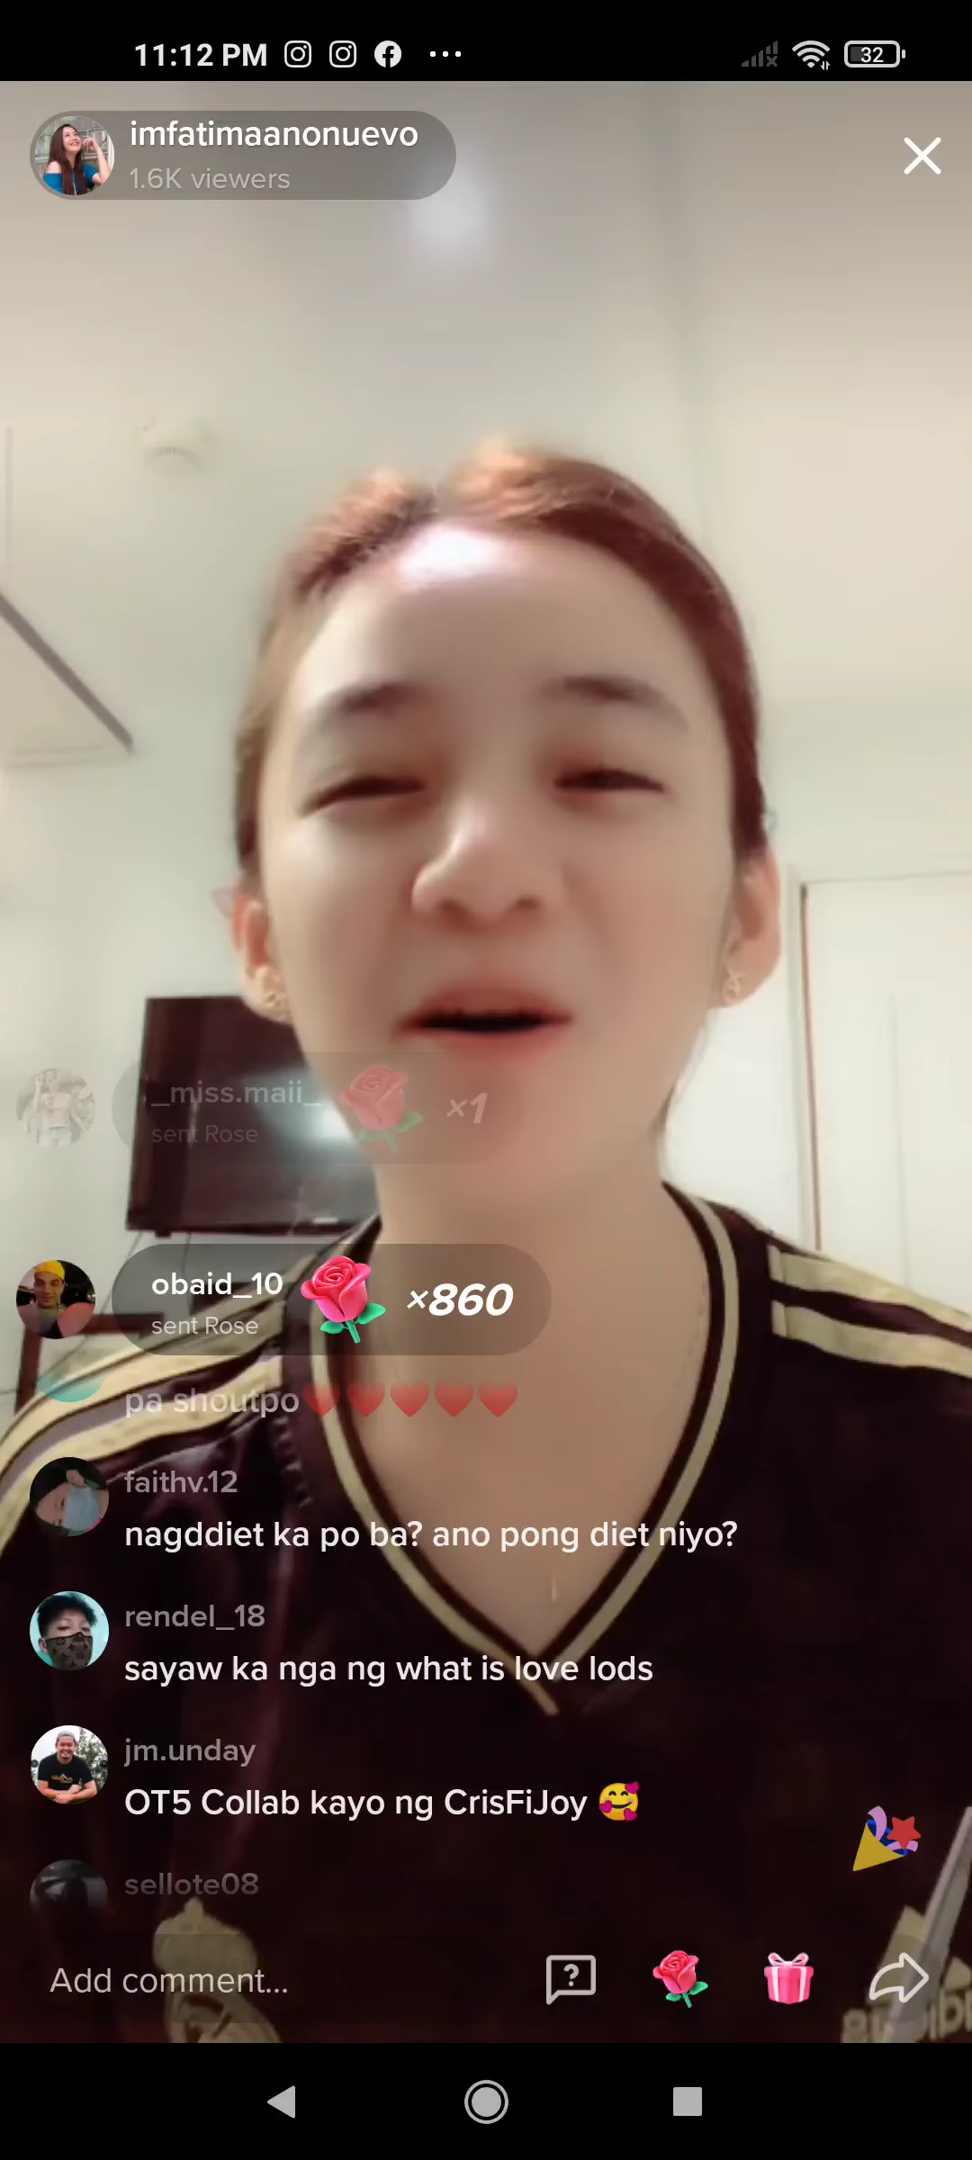 11:12 PM
32
imfatimaanonuevo
1.6K viewers
_miss.maii_
sent Rose
×1
obaid_10
sent Rose
×860
pa shoutpo❤️❤️❤️❤️❤️
faithv.12
nagddiet ka po ba? ano pong diet niyo?
rendel_18
sayaw ka nga ng what is love lods
jm.unday
OT5 Collab kayo ng CrisFiJoy 🥰
sellote08
Add comment...
?